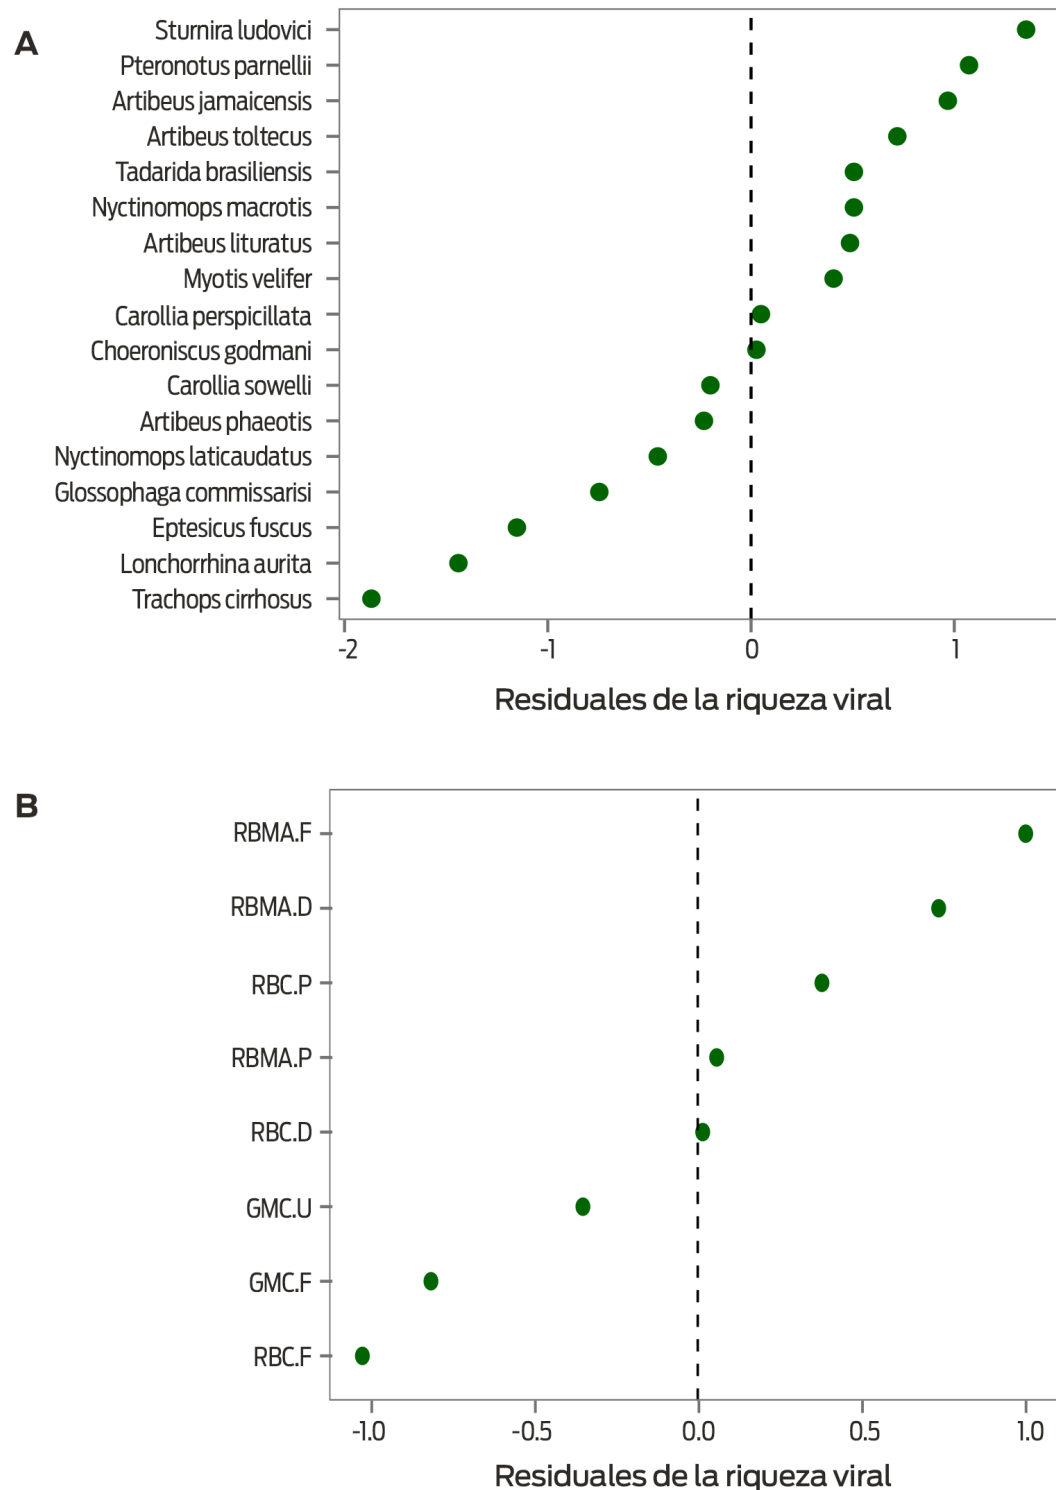 A
Sturnira ludovici
Pteronotus parnellii
Artibeus jamaicensis
Artibeus toltecus
Tadarida brasiliensis
Nyctinomops macrotis
Artibeus lituratus
Myotis velifer
Carollia perspicillata
Choeroniscus godmani
Carollia sowelli
Artibeus phaeotis
Nyctinomops laticaudatus
Glossophaga commissarisi
Eptesicus fuscus
Lonchorrhina aurita
Trachops cirrhosus
-2 -1 0 1
Residuales de la riqueza viral
B
RBMA.F
RBMA.D
RBC.P
RBMA.P
RBC.D
GMC.U
GMC.F
RBC.F
-1.0 -0.5 0.0 0.5 1.0
Residuales de la riqueza viral